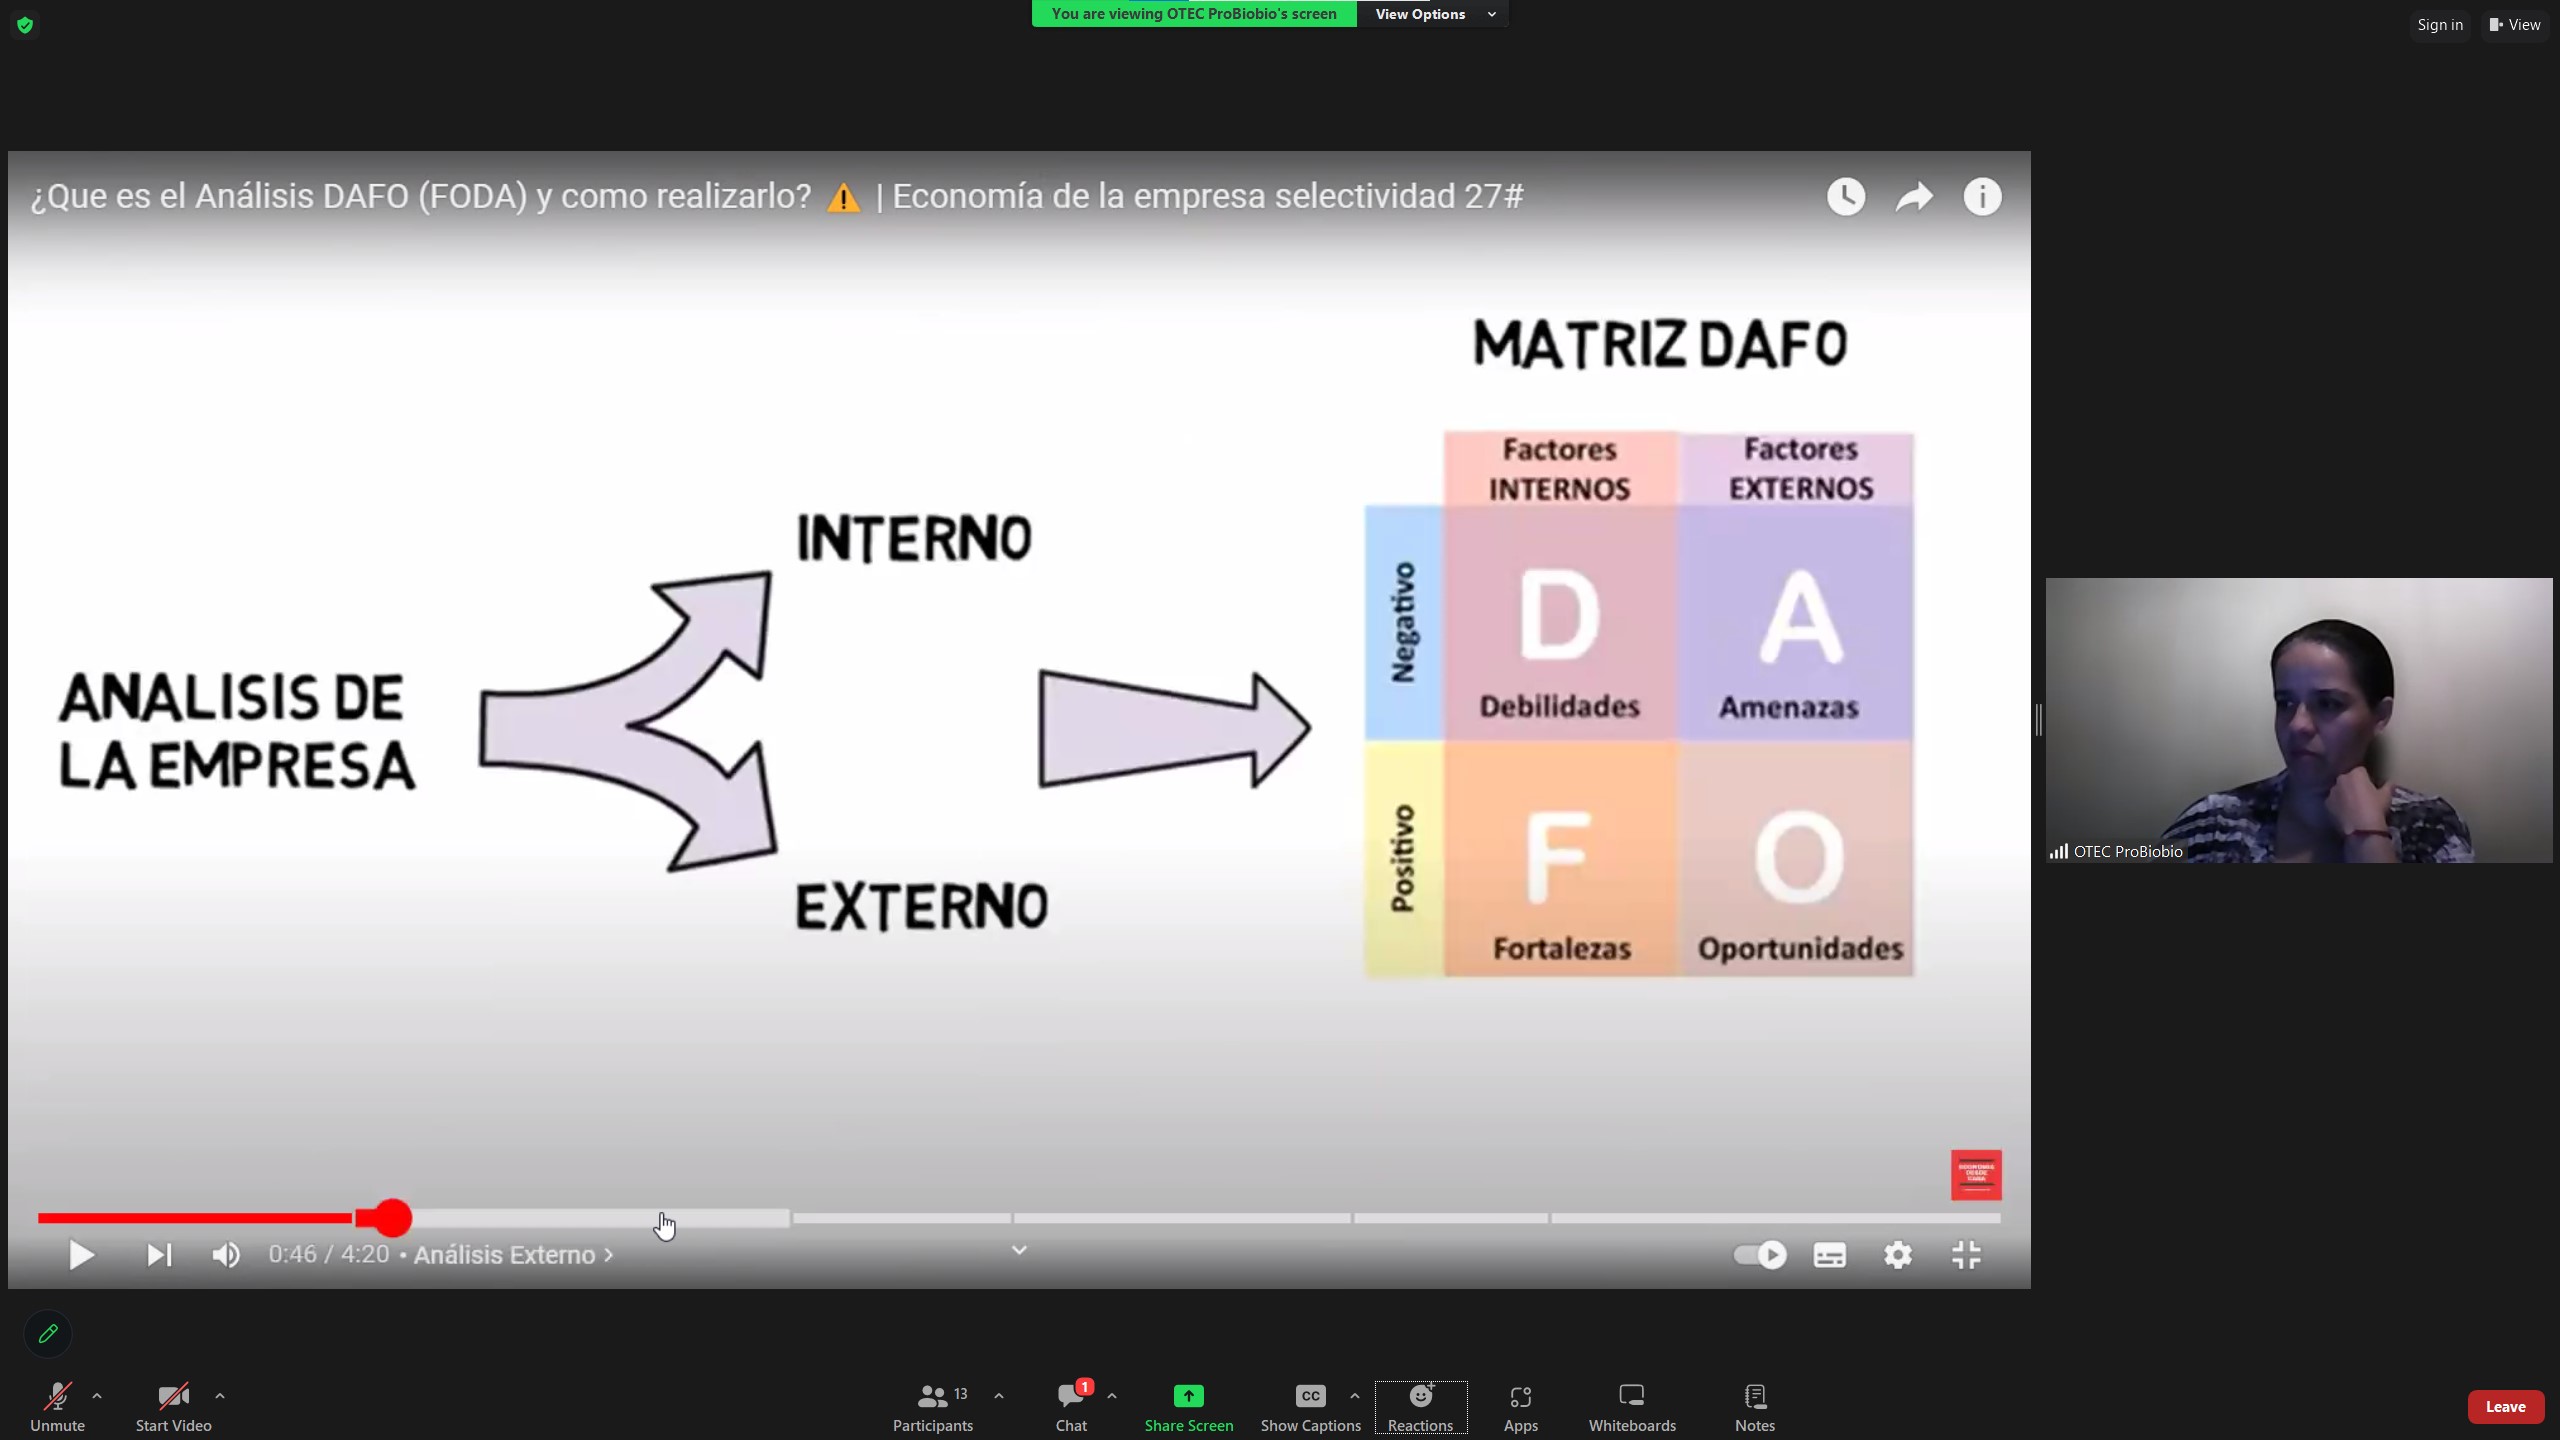 You are viewing OTEC ProBiobio's screen
View Options
Sign in
View
¿Que es el Análisis DAFO (FODA) y como realizarlo? ⚠ | Economía de la empresa selectividad 27#
MATRIZ DAFO
Factores
INTERNOS
Factores
EXTERNOS
INTERNO
ANALISIS DE
LA EMPRESA
EXTERNO
Negativo
D
Debilidades
A
Amenazas
Positivo
F
Fortalezas
O
Oportunidades
OTEC ProBiobio
0:46 / 4:20 • Análisis Externo >
Unmute
Start Video
Participants
13
Chat
1
Share Screen
CC
Show Captions
Reactions
Apps
Whiteboards
Notes
Leave